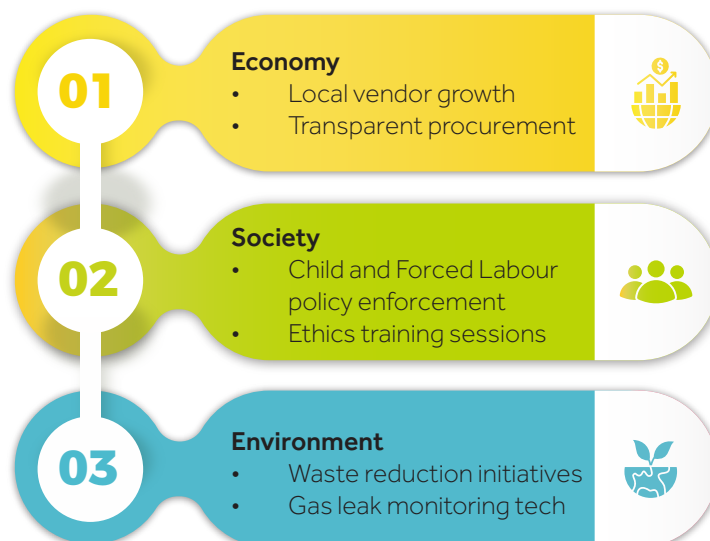 01
Economy
• Local vendor growth
• Transparent procurement
$
02
Society
• Child and Forced Labour
policy enforcement
• Ethics training sessions
03
Environment
• Waste reduction initiatives
• Gas leak monitoring tech